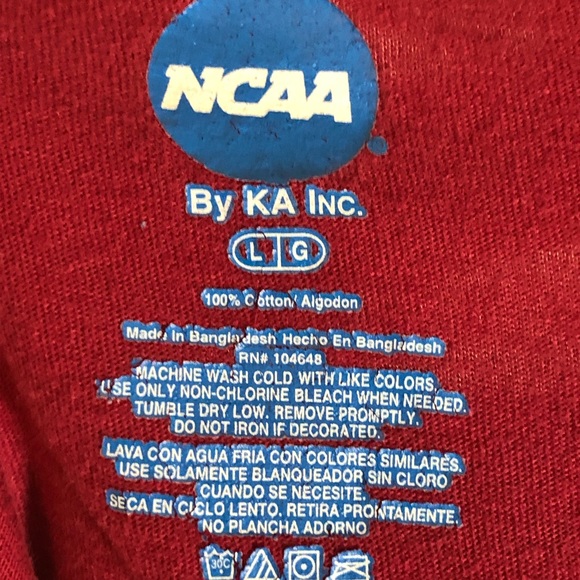 NCAA
By KA INC.
L G
100% Cotton/ Algodon
Made In Bangladesh Hecho En Bangladesh
RN# 104648
MACHINE WASH COLD WITH LIKE COLORS.
USE ONLY NON-CHLORINE BLEACH WHEN NEEDED.
TUMBLE DRY LOW. REMOVE PROMPTLY.
DO NOT IRON IF DECORATED.
LAVA CON AGUA FRIA CON COLORES SIMILARES.
USE SOLAMENTE BLANQUEADOR SIN CLORO
CUANDO SE NECESITE.
SECA EN CICLO LENTO. RETIRA PRONTAMENTE.
NO PLANCHA ADORNO
30C